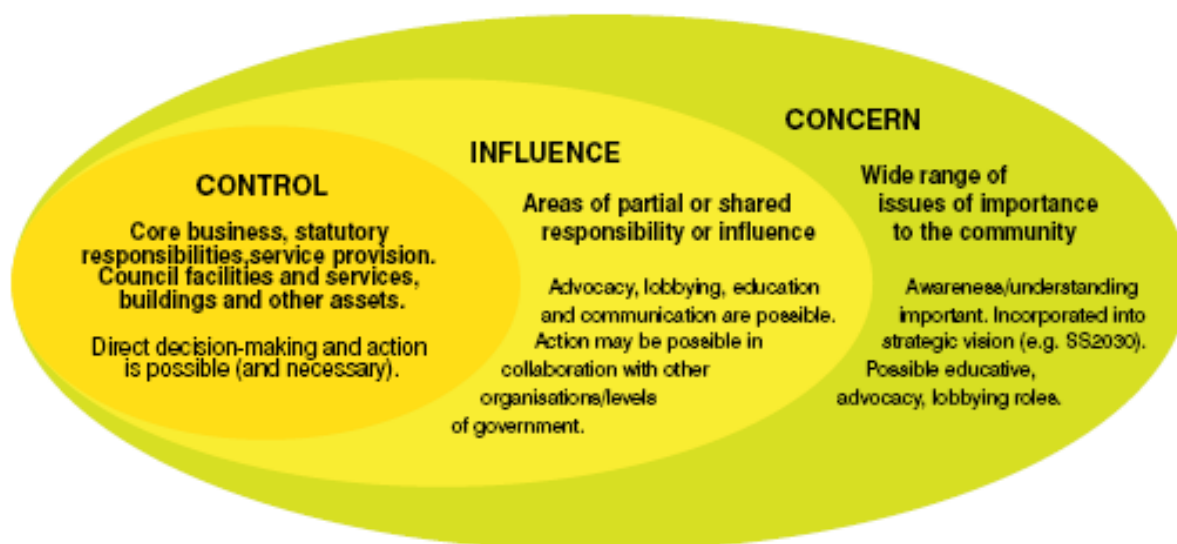 CONTROL
Core business, statutory
responsibilities,service provision.
Council facilities and services,
buildings and other assets.
Direct decision-making and action
is possible (and necessary).
INFLUENCE
Areas of partial or shared
responsibility or influence
Advocacy, lobbying, education
and communication are possible.
Action may be possible in
collaboration with other
organisations/levels
of government.
CONCERN
Wide range of
issues of importance
to the community
Awareness/understanding
important. Incorporated into
strategic vision (e.g. SS2030).
Possible educative,
advocacy, lobbying roles.